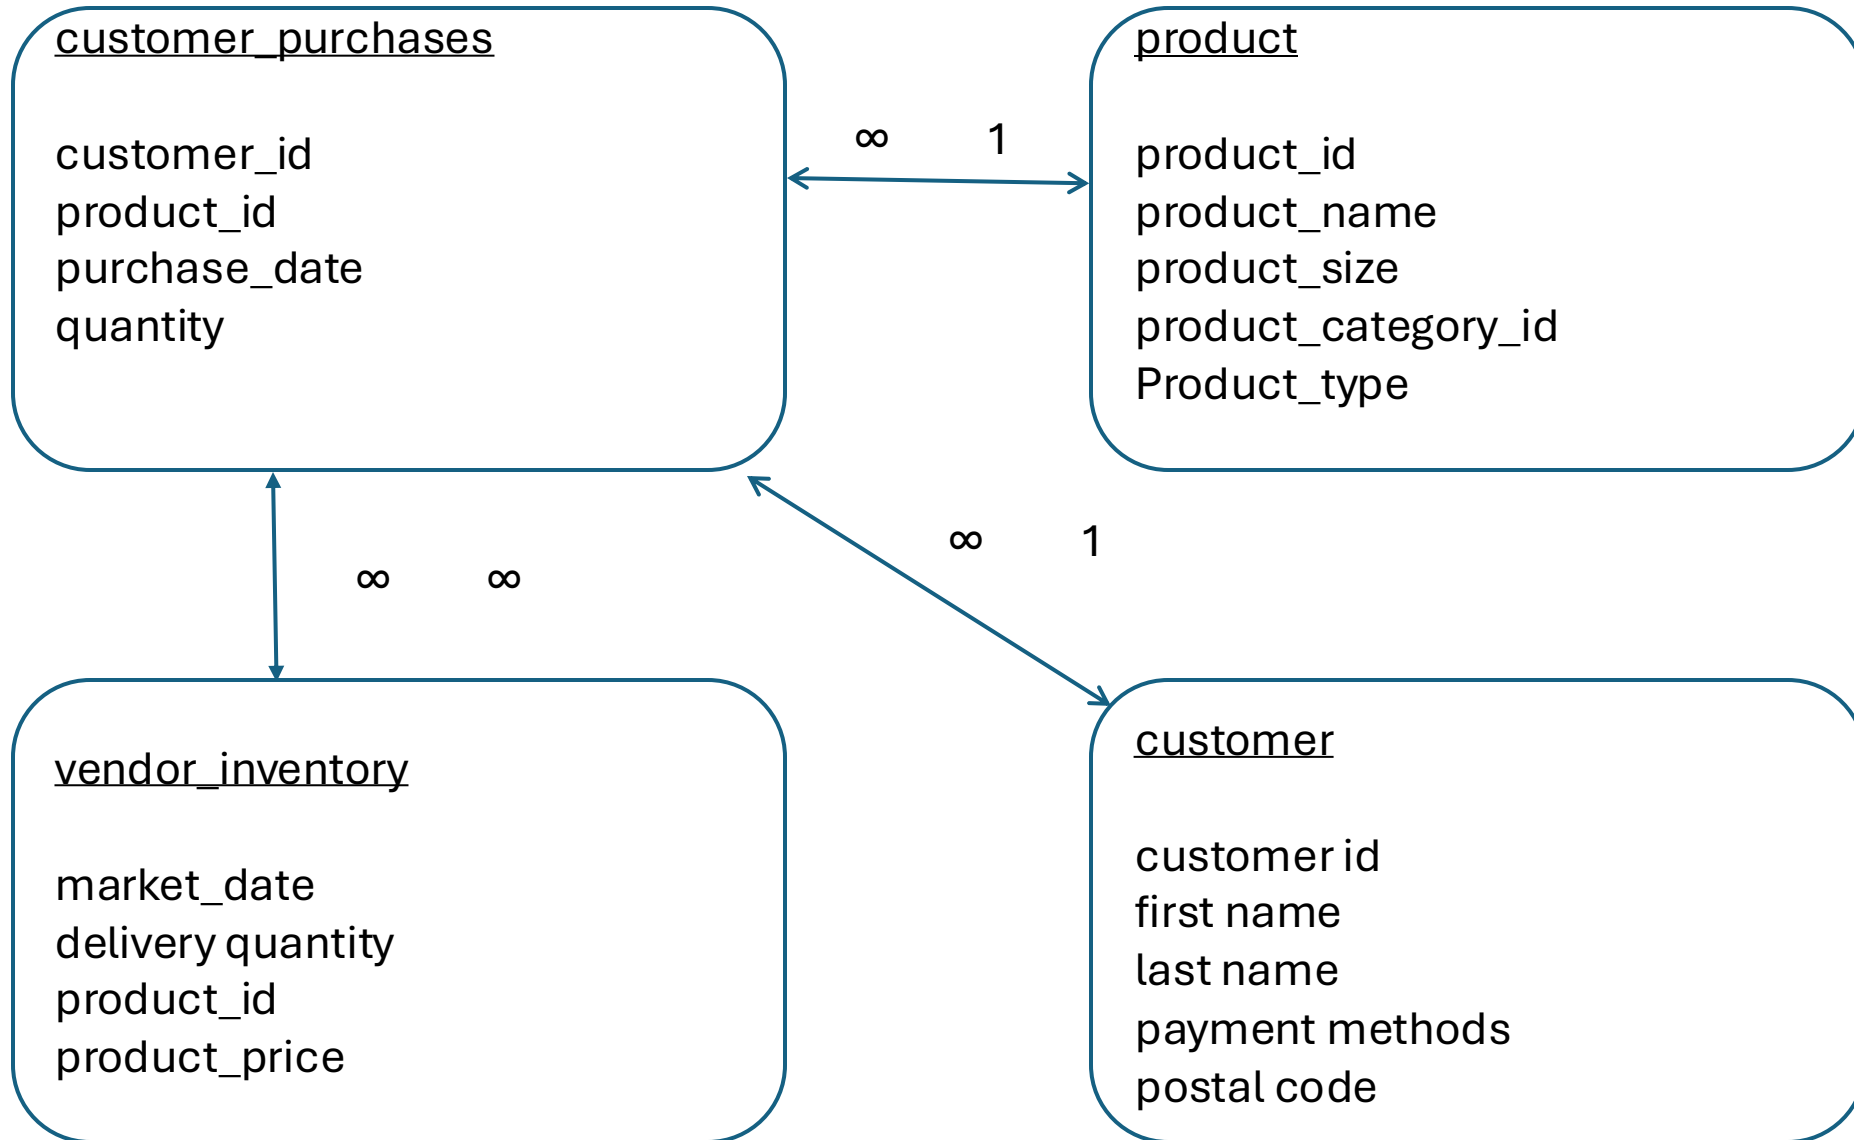 customer_purchases
customer_id
product_id
purchase_date
quantity
∞ 1
product
product_id
product_name
product_size
product_category_id
Product_type
∞ ∞
∞ 1
vendor_inventory
market_date
delivery quantity
product_id
product_price
customer
customer id
first name
last name
payment methods
postal code